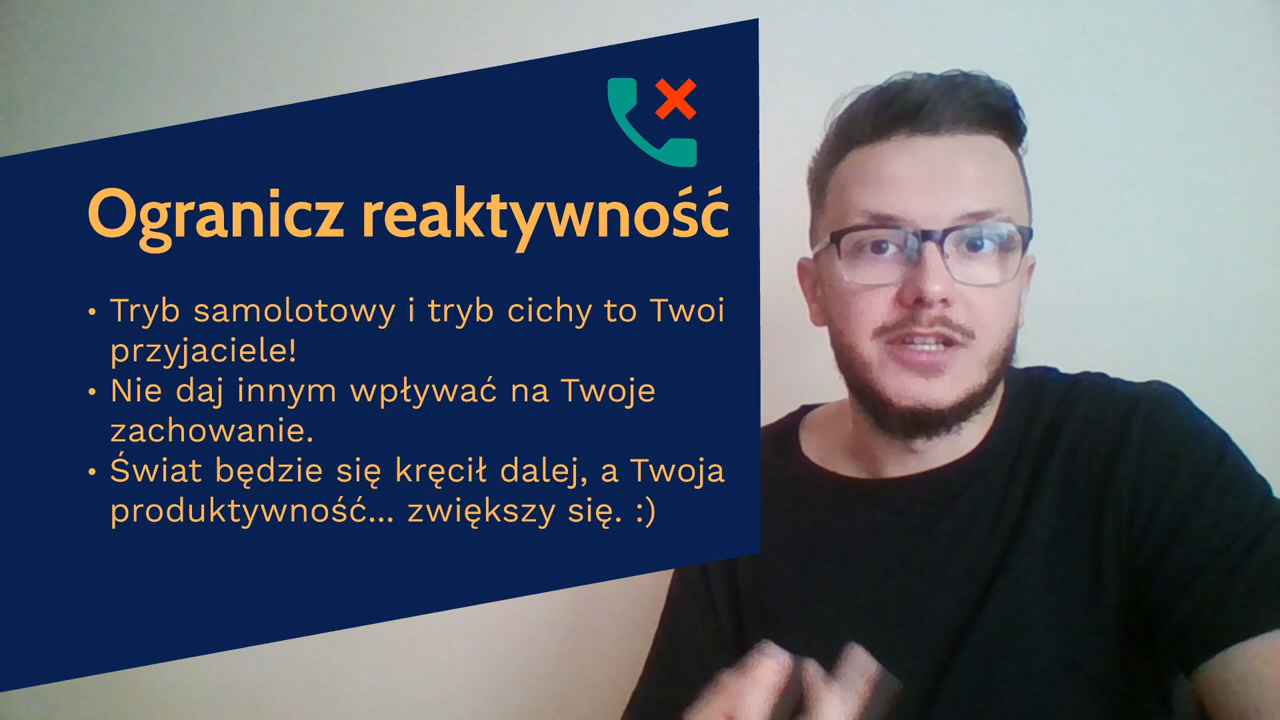 Ogranicz reaktywność
• Tryb samolotowy i tryb cichy to Twoi
przyjaciele!
• Nie daj innym wpływać na Twoje
zachowanie.
• Świat będzie się kręcił dalej, a Twoja
produktywność... zwiększy się. :)